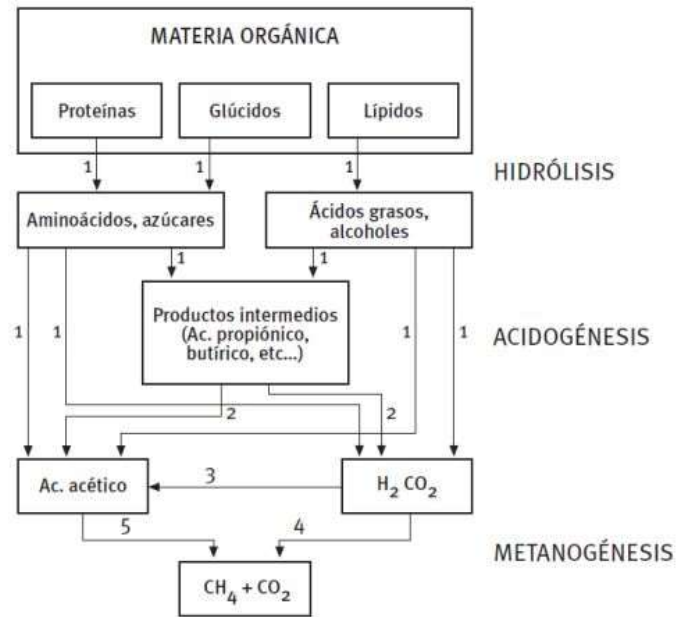 MATERIA ORGÁNICA
Proteínas
Glúcidos
Lípidos
1
1
1
HIDRÓLISIS
Aminoácidos, azúcares
Ácidos grasos,
alcoholes
1
1
1
1
1
1
Productos intermedios
(Ac. propiónico,
butírico, etc...)
ACIDOGÉNESIS
2
2
Ac. acético
3
H₂ CO₂
5
4
METANOGÉNESIS
CH₄ + CO₂